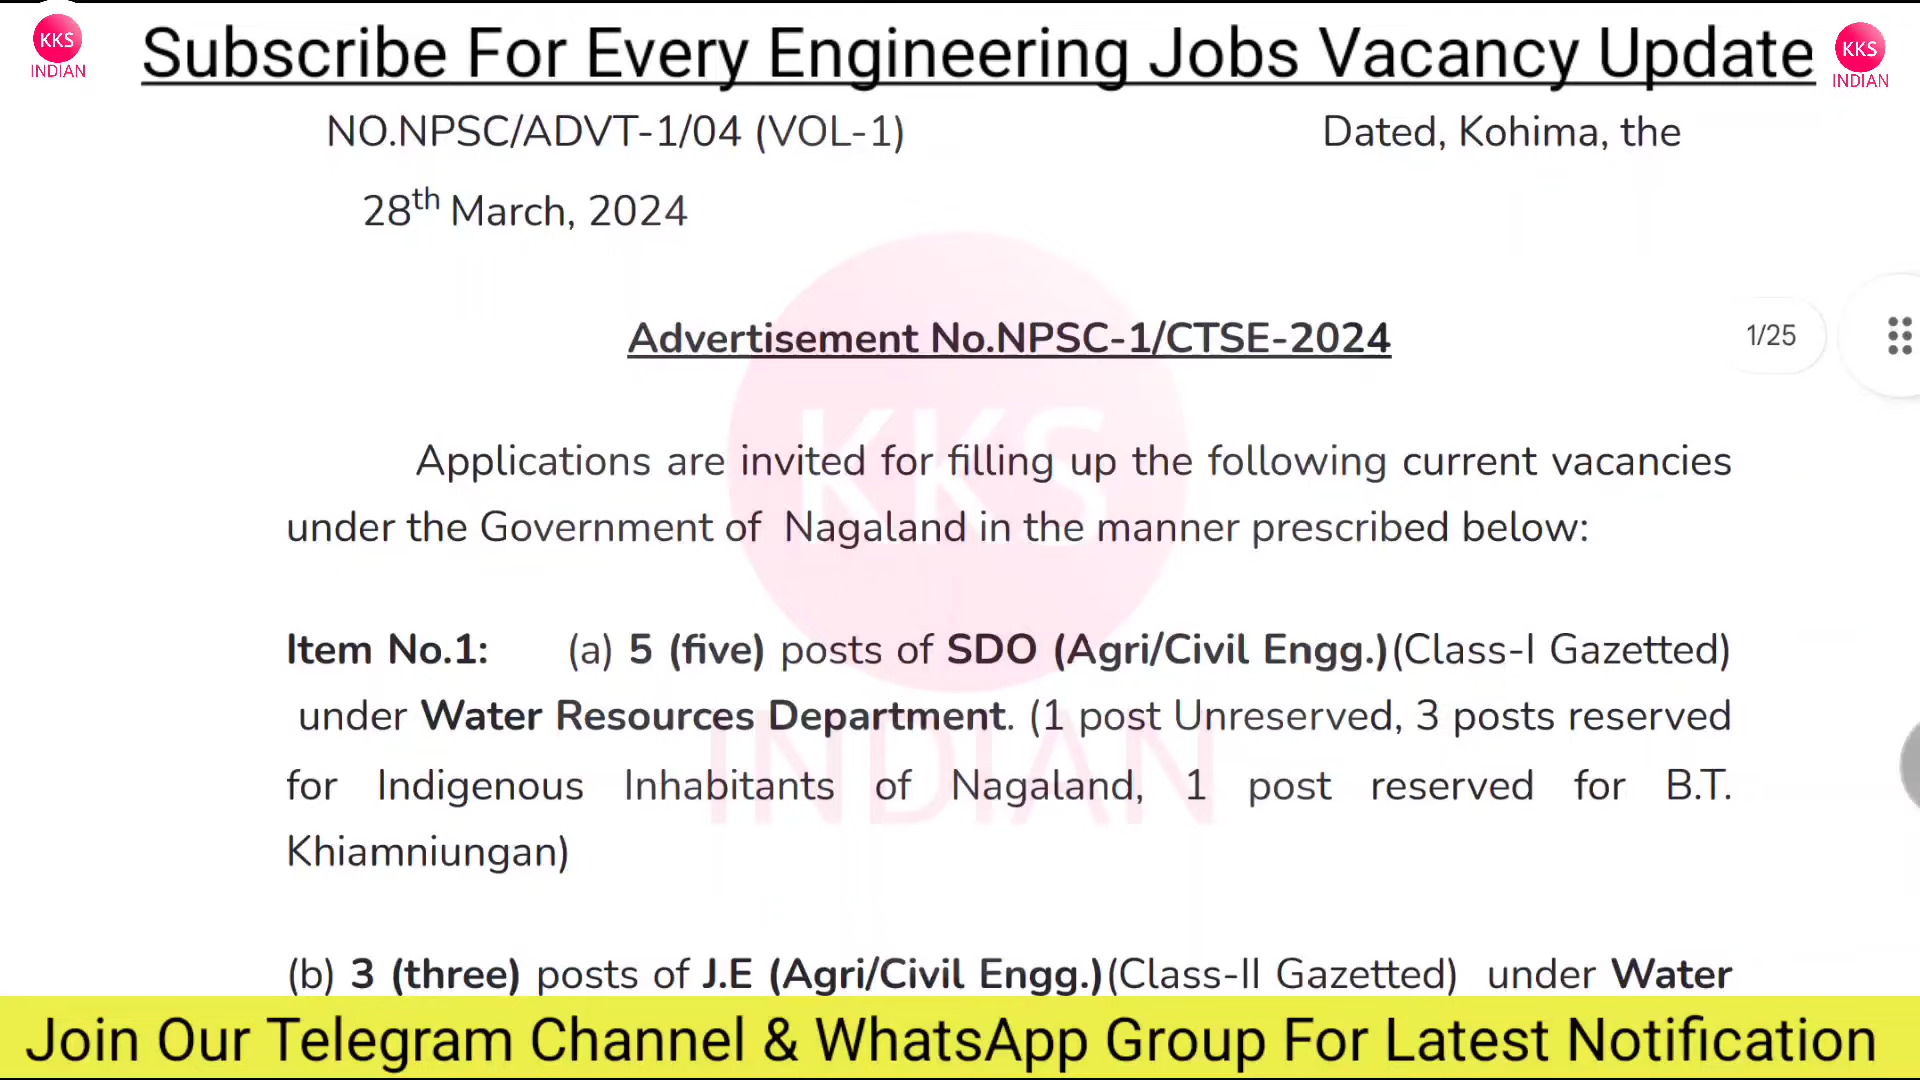 KKS
INDIAN
Subscribe For Every Engineering Jobs Vacancy Update
KKS
INDIAN
NO.NPSC/ADVT-1/04 (VOL-1) Dated, Kohima, the
28th March, 2024
Advertisement No.NPSC-1/CTSE-2024
1/25
Applications are invited for filling up the following current vacancies
under the Government of Nagaland in the manner prescribed below:
Item No.1: (a) 5 (five) posts of SDO (Agri/Civil Engg.)(Class-I Gazetted)
under Water Resources Department. (1 post Unreserved, 3 posts reserved
for Indigenous Inhabitants of Nagaland, 1 post reserved for B.T.
Khiamniungan)
(b) 3 (three) posts of J.E (Agri/Civil Engg.)(Class-II Gazetted) under Water
KKS
INDIAN
Join Our Telegram Channel & WhatsApp Group For Latest Notification